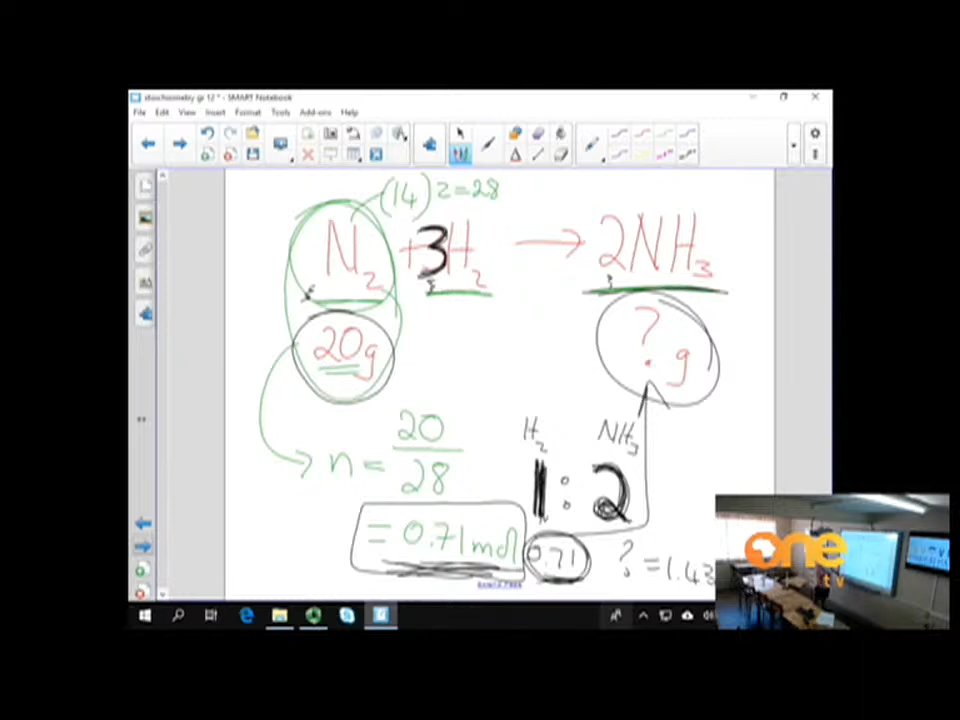 stoichiometry gr 12 * - SMART Notebook
File Edit View Insert Format Tools Add-ons Help
(14) 2 = 28
N2 + 3H2 → 2NH3
20g
? g
n = 20/28
H2 NH3
1 : 2
= 0.71 mol
0.71 ? = 1.43
one
tv